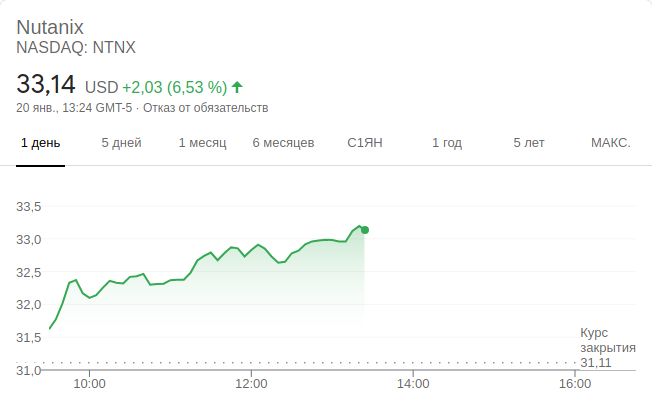 Nutanix
NASDAQ: NTNX
33,14 USD +2,03 (6,53 %)
20 янв., 13:24 GMT-5 · Отказ от обязательств
1 день 5 дней 1 месяц 6 месяцев С1ЯН 1 год 5 лет МАКС.
33,5
33,0
32,5
32,0
31,5
31,0
Курс
закрытия
31,11
10:00 12:00 14:00 16:00